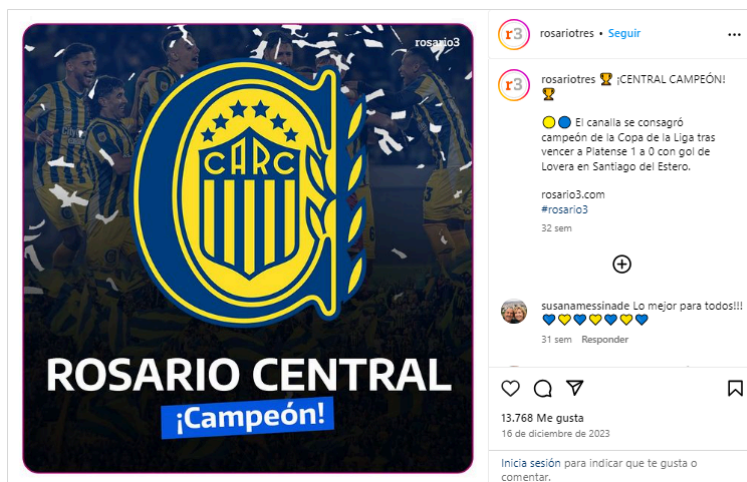 rosario3
CARC
ROSARIO CENTRAL
¡Campeón!
r3
rosariotres • Seguir
r3
rosariotres 🏆 ¡CENTRAL CAMPEÓN!
🏆
🟡🔵 El canalla se consagró
campeón de la Copa de la Liga tras
vencer a Platense 1 a 0 con gol de
Lovera en Santiago del Estero.
rosario3.com
#rosario3
32 sem
susanamessinade Lo mejor para todos!!!
💙💛💙💛💙💛💙
31 sem Responder
13.768 Me gusta
16 de diciembre de 2023
Inicia sesión para indicar que te gusta o
comentar.